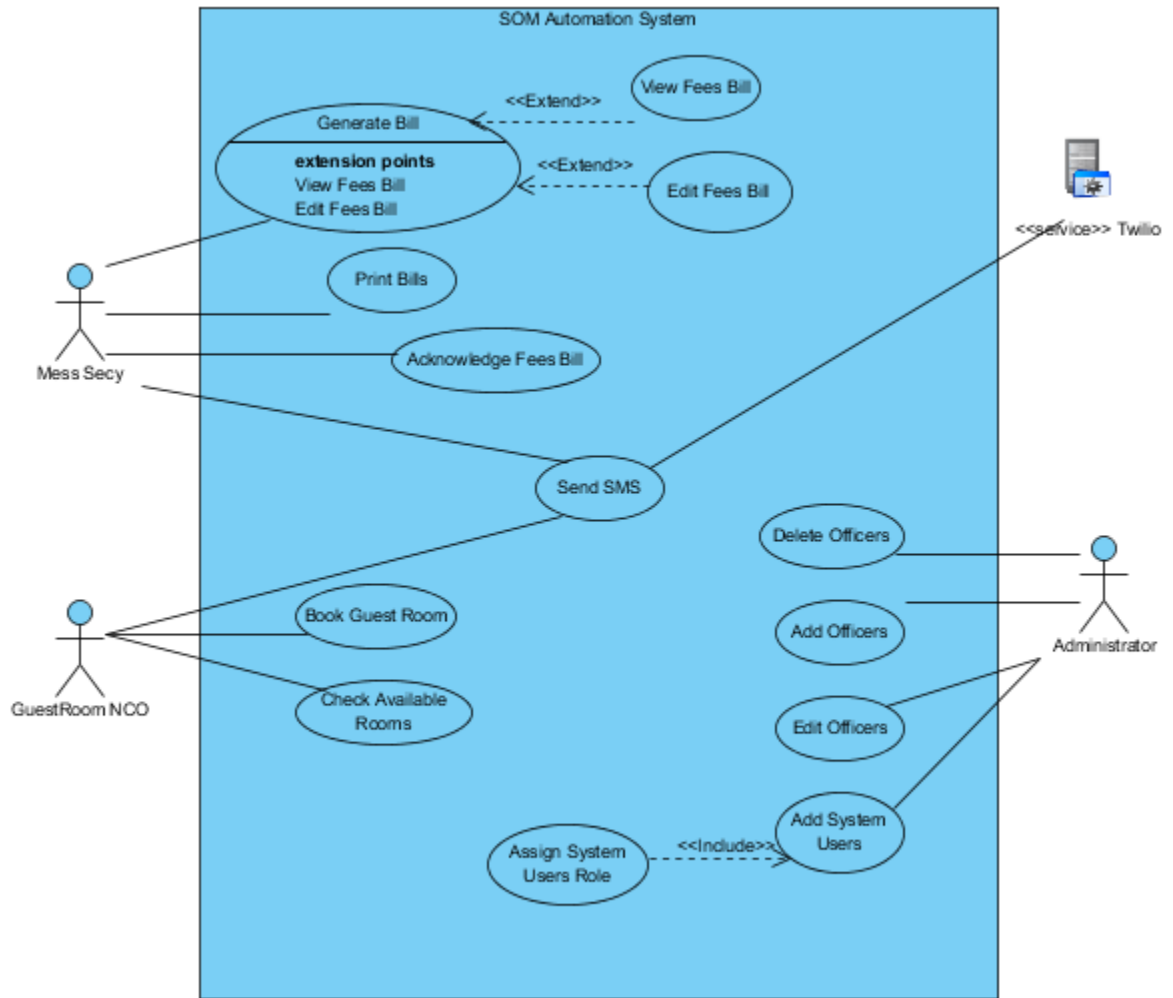 SOM Automation System
View Fees Bill
<<Extend>>
Generate Bill
extension points
View Fees Bill
Edit Fees Bill
<<Extend>>
Edit Fees Bill
<<service>> Twilio
Print Bills
Mess Secy
Acknowledge Fees Bill
Send SMS
Delete Officers
Book Guest Room
Add Officers
Administrator
GuestRoom NCO
Check Available
Rooms
Edit Officers
Add System
Users
<<Include>>
Assign System
Users Role